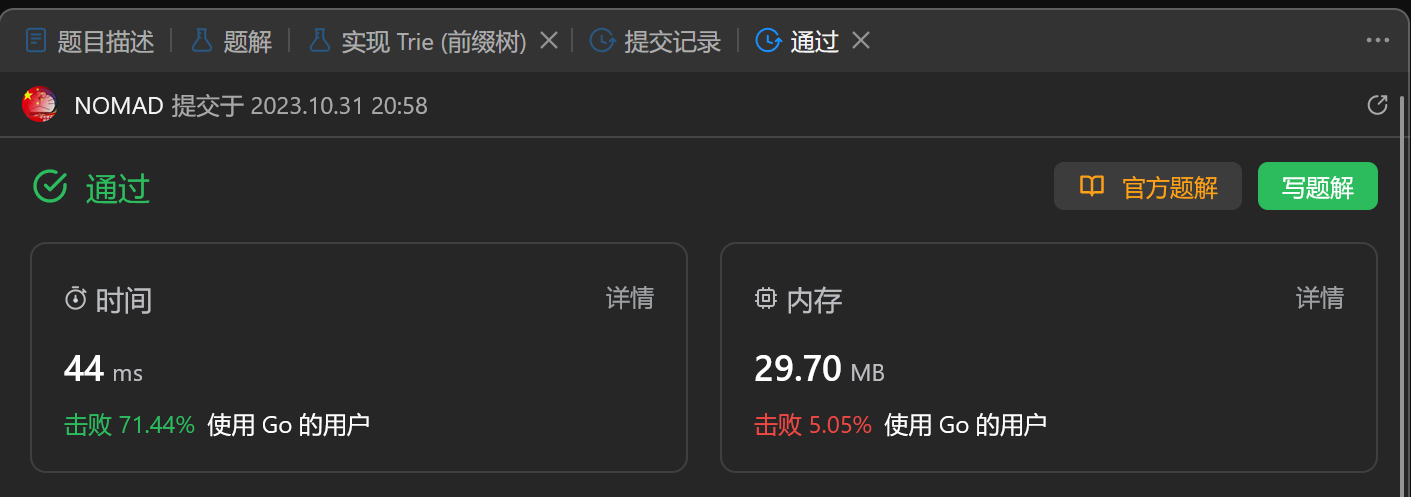 题目描述 题解 实现 Trie (前缀树) 提交记录 通过
NOMAD 提交于 2023.10.31 20:58
通过 官方题解 写题解
时间 详情
44 ms
击败 71.44% 使用 Go 的用户
内存 详情
29.70 MB
击败 5.05% 使用 Go 的用户